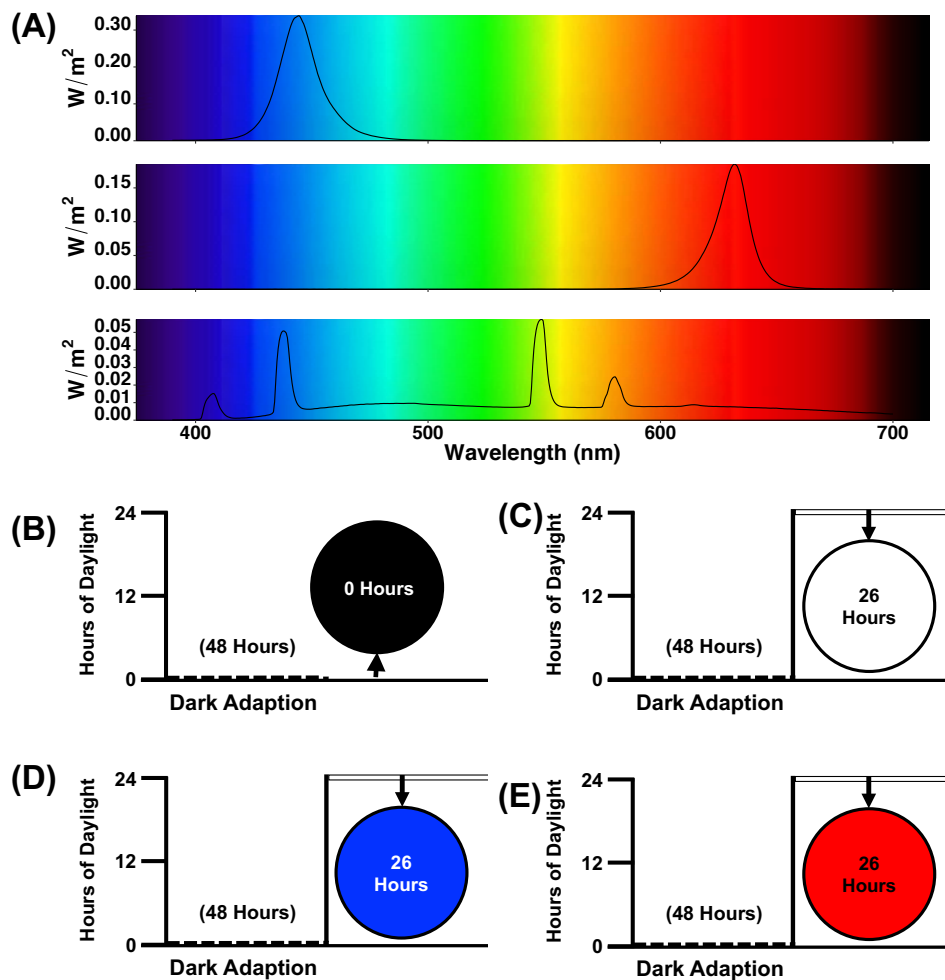 (A)
W/m²
0.30
0.20
0.10
0.00
W/m²
0.15
0.10
0.05
0.00
W/m²
0.05
0.04
0.03
0.02
0.01
0.00
400 500 600 700
Wavelength (nm)
(B)
Hours of Daylight
24
12
0
(48 Hours)
0 Hours
Dark Adaption
(C)
Hours of Daylight
24
12
0
(48 Hours)
26
Hours
Dark Adaption
(D)
Hours of Daylight
24
12
0
(48 Hours)
26
Hours
Dark Adaption
(E)
Hours of Daylight
24
12
0
(48 Hours)
26
Hours
Dark Adaption